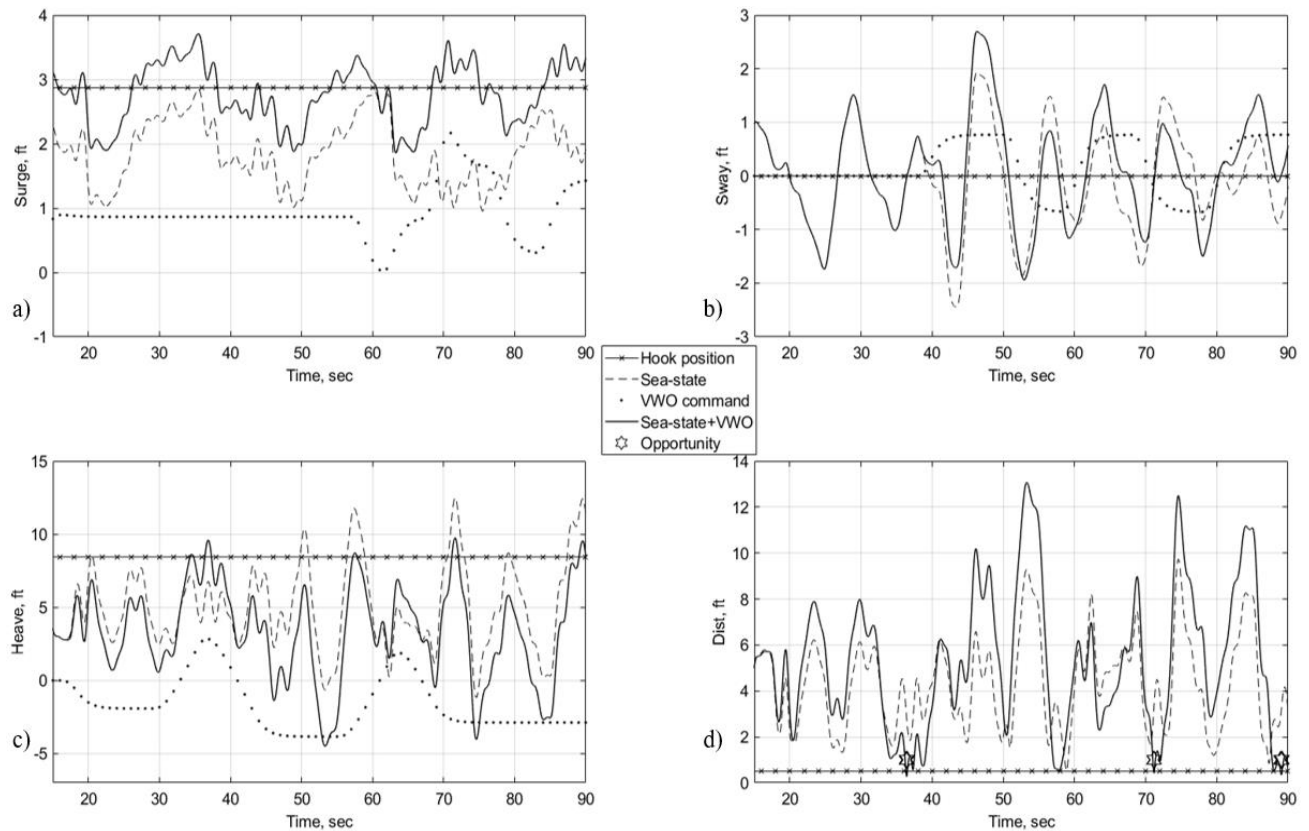 4
3
2
1
0
-1
Surge, ft
a)
20 30 40 50 60 70 80 90
Time, sec
3
2
1
0
-1
-2
-3
Sway, ft
b)
20 30 40 50 60 70 80 90
Time, sec
Hook position
Sea-state
VWO command
Sea-state+VWO
Opportunity
15
10
5
0
-5
Heave, ft
c)
20 30 40 50 60 70 80 90
Time, sec
14
12
10
8
6
4
2
0
Dist, ft
d)
20 30 40 50 60 70 80 90
Time, sec